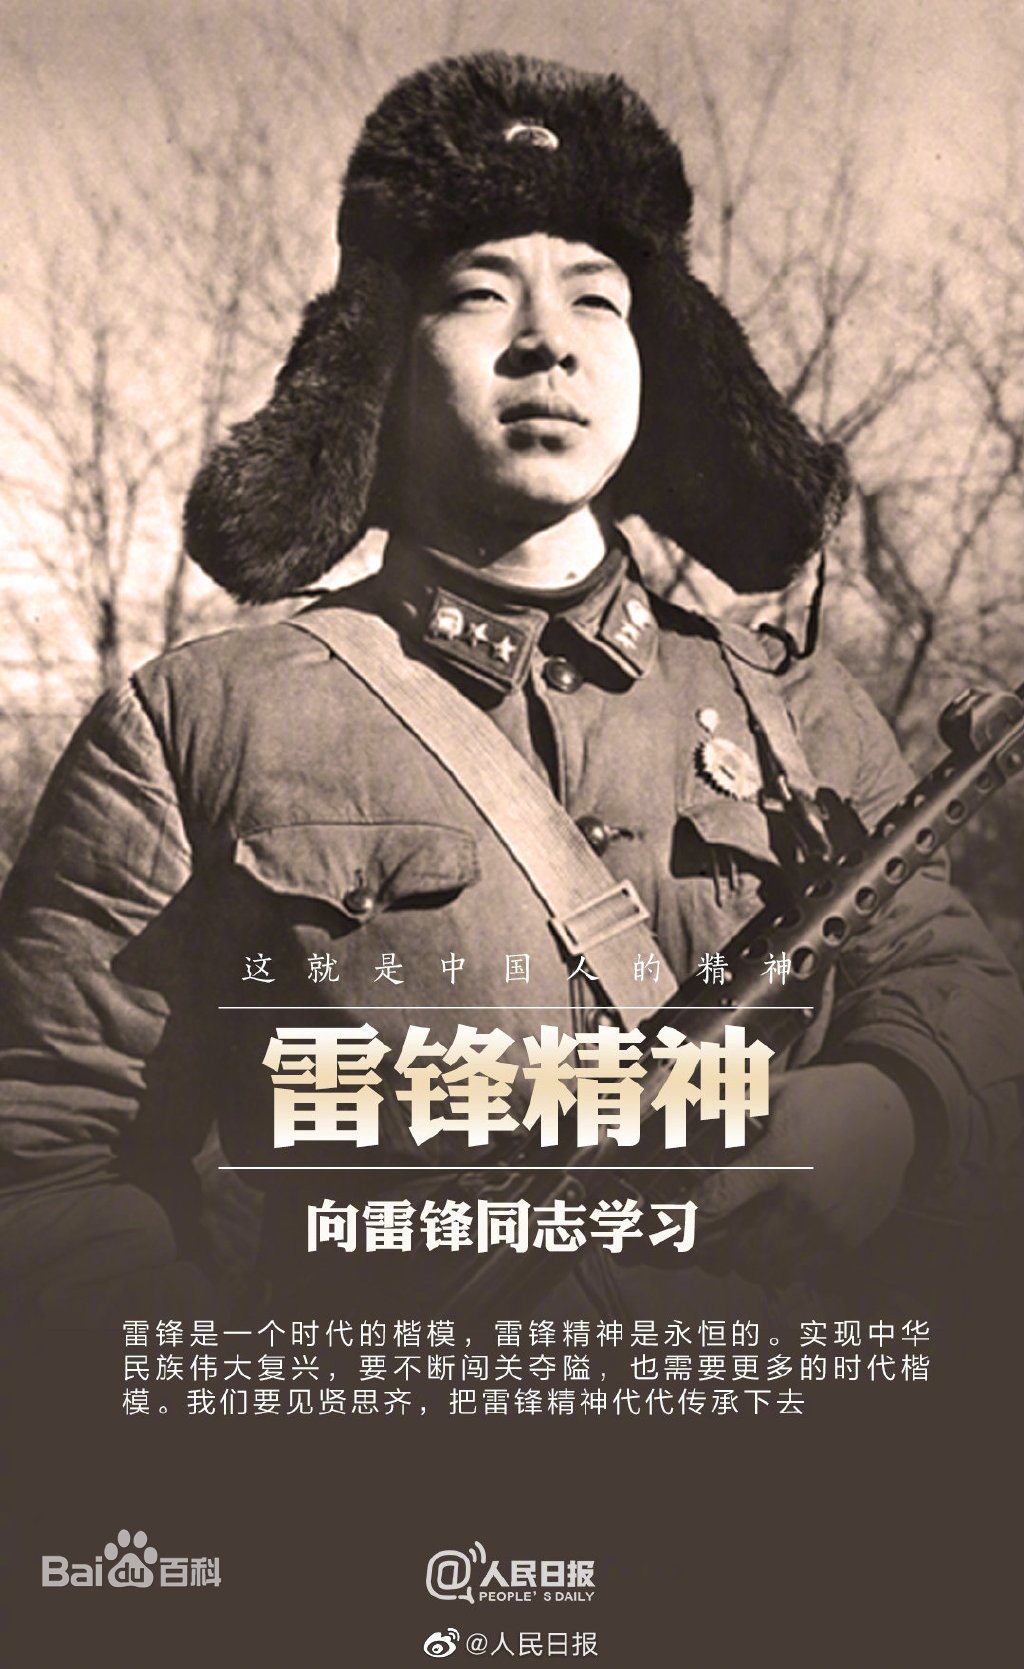 这就是中国人的精神
雷锋精神
向雷锋同志学习
雷锋是一个时代的楷模，雷锋精神是永恒的。实现中华
民族伟大复兴，要不断闯关夺隘，也需要更多的时代楷
模。我们要见贤思齐，把雷锋精神代代传承下去
Bai du 百科
@人民日报
PEOPLE'S DAILY
@人民日报